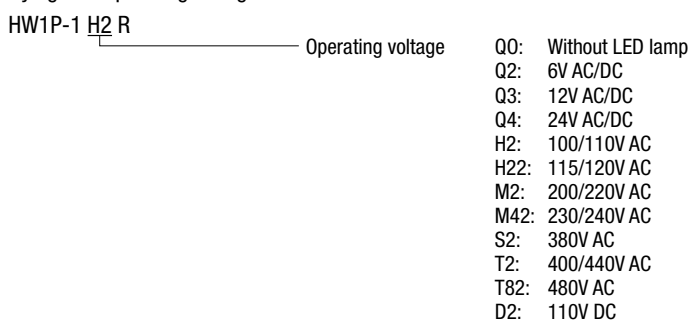 HW1P-1 H2 R
Operating voltage
Q0: Without LED lamp
Q2: 6V AC/DC
Q3: 12V AC/DC
Q4: 24V AC/DC
H2: 100/110V AC
H22: 115/120V AC
M2: 200/220V AC
M42: 230/240V AC
S2: 380V AC
T2: 400/440V AC
T82: 480V AC
D2: 110V DC